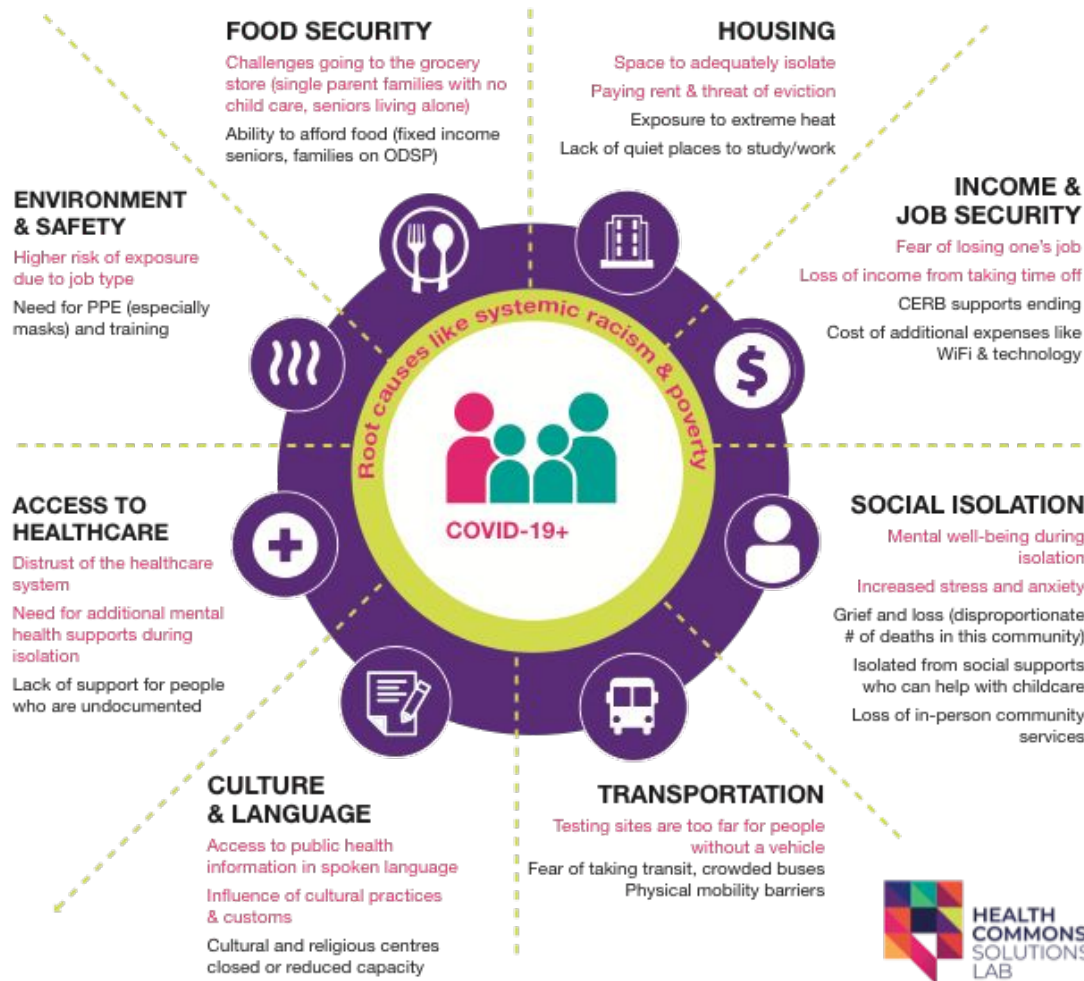 FOOD SECURITY
Challenges going to the grocery
store (single parent families with no
child care, seniors living alone)
Ability to afford food (fixed income
seniors, families on ODSP)
HOUSING
Space to adequately isolate
Paying rent & threat of eviction
Exposure to extreme heat
Lack of quiet places to study/work
ENVIRONMENT
& SAFETY
Higher risk of exposure
due to job type
Need for PPE (especially
masks) and training
INCOME &
JOB SECURITY
Fear of losing one's job
Loss of income from taking time off
CERB supports ending
Cost of additional expenses like
WiFi & technology
Root causes like systemic racism & poverty
$
COVID-19+
ACCESS TO
HEALTHCARE
Distrust of the healthcare
system
Need for additional mental
health supports during
isolation
Lack of support for people
who are undocumented
SOCIAL ISOLATION
Mental well-being during
isolation
Increased stress and anxiety
Grief and loss (disproportionate
# of deaths in this community)
Isolated from social supports
who can help with childcare
Loss of in-person community
services
CULTURE
& LANGUAGE
Access to public health
information in spoken language
Influence of cultural practices
& customs
Cultural and religious centres
closed or reduced capacity
TRANSPORTATION
Testing sites are too far for people
without a vehicle
Fear of taking transit, crowded buses
Physical mobility barriers
HEALTH
COMMONS
SOLUTIONS
LAB